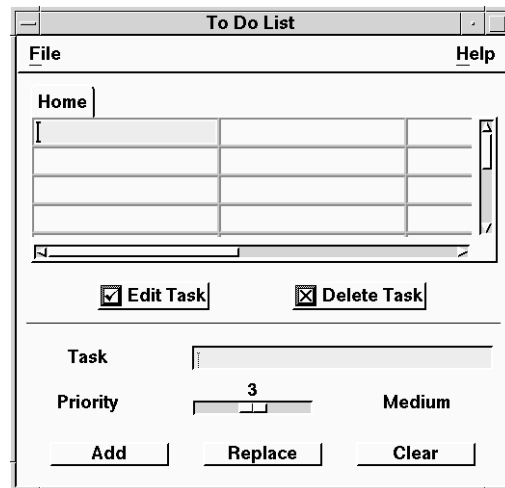 To Do List
File Help
Home
Edit Task Delete Task
Task
3
Priority Medium
Add Replace Clear